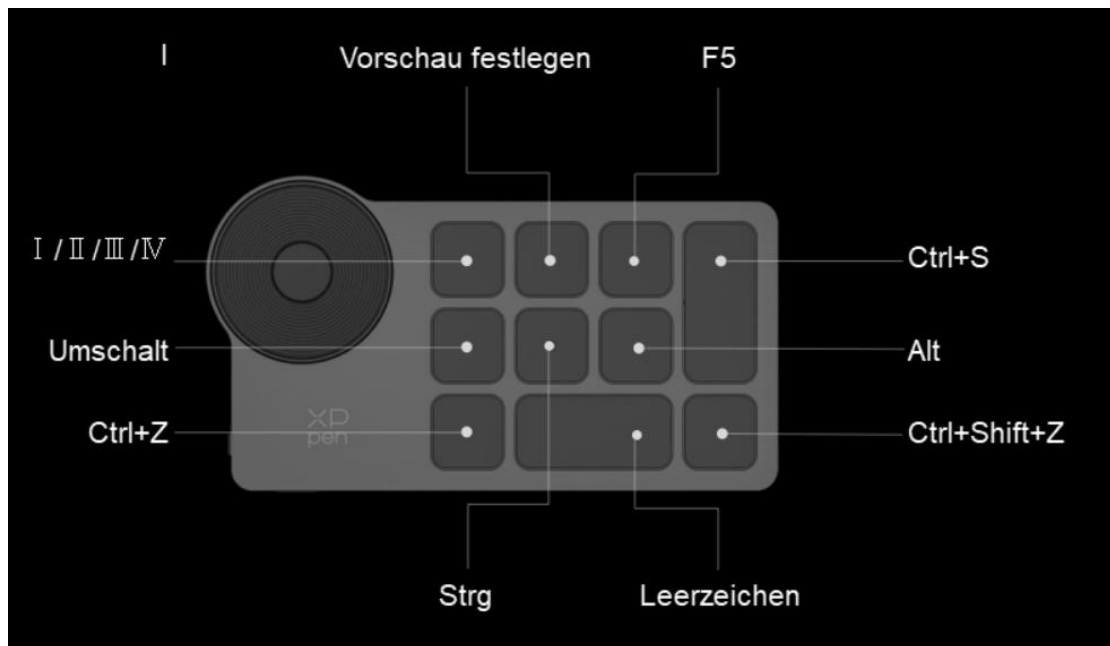 I
Vorschau festlegen
F5
Ⅰ/Ⅱ/Ⅲ/Ⅳ
Ctrl+S
Umschalt
Alt
Ctrl+Z
XP
pen
Ctrl+Shift+Z
Strg
Leerzeichen